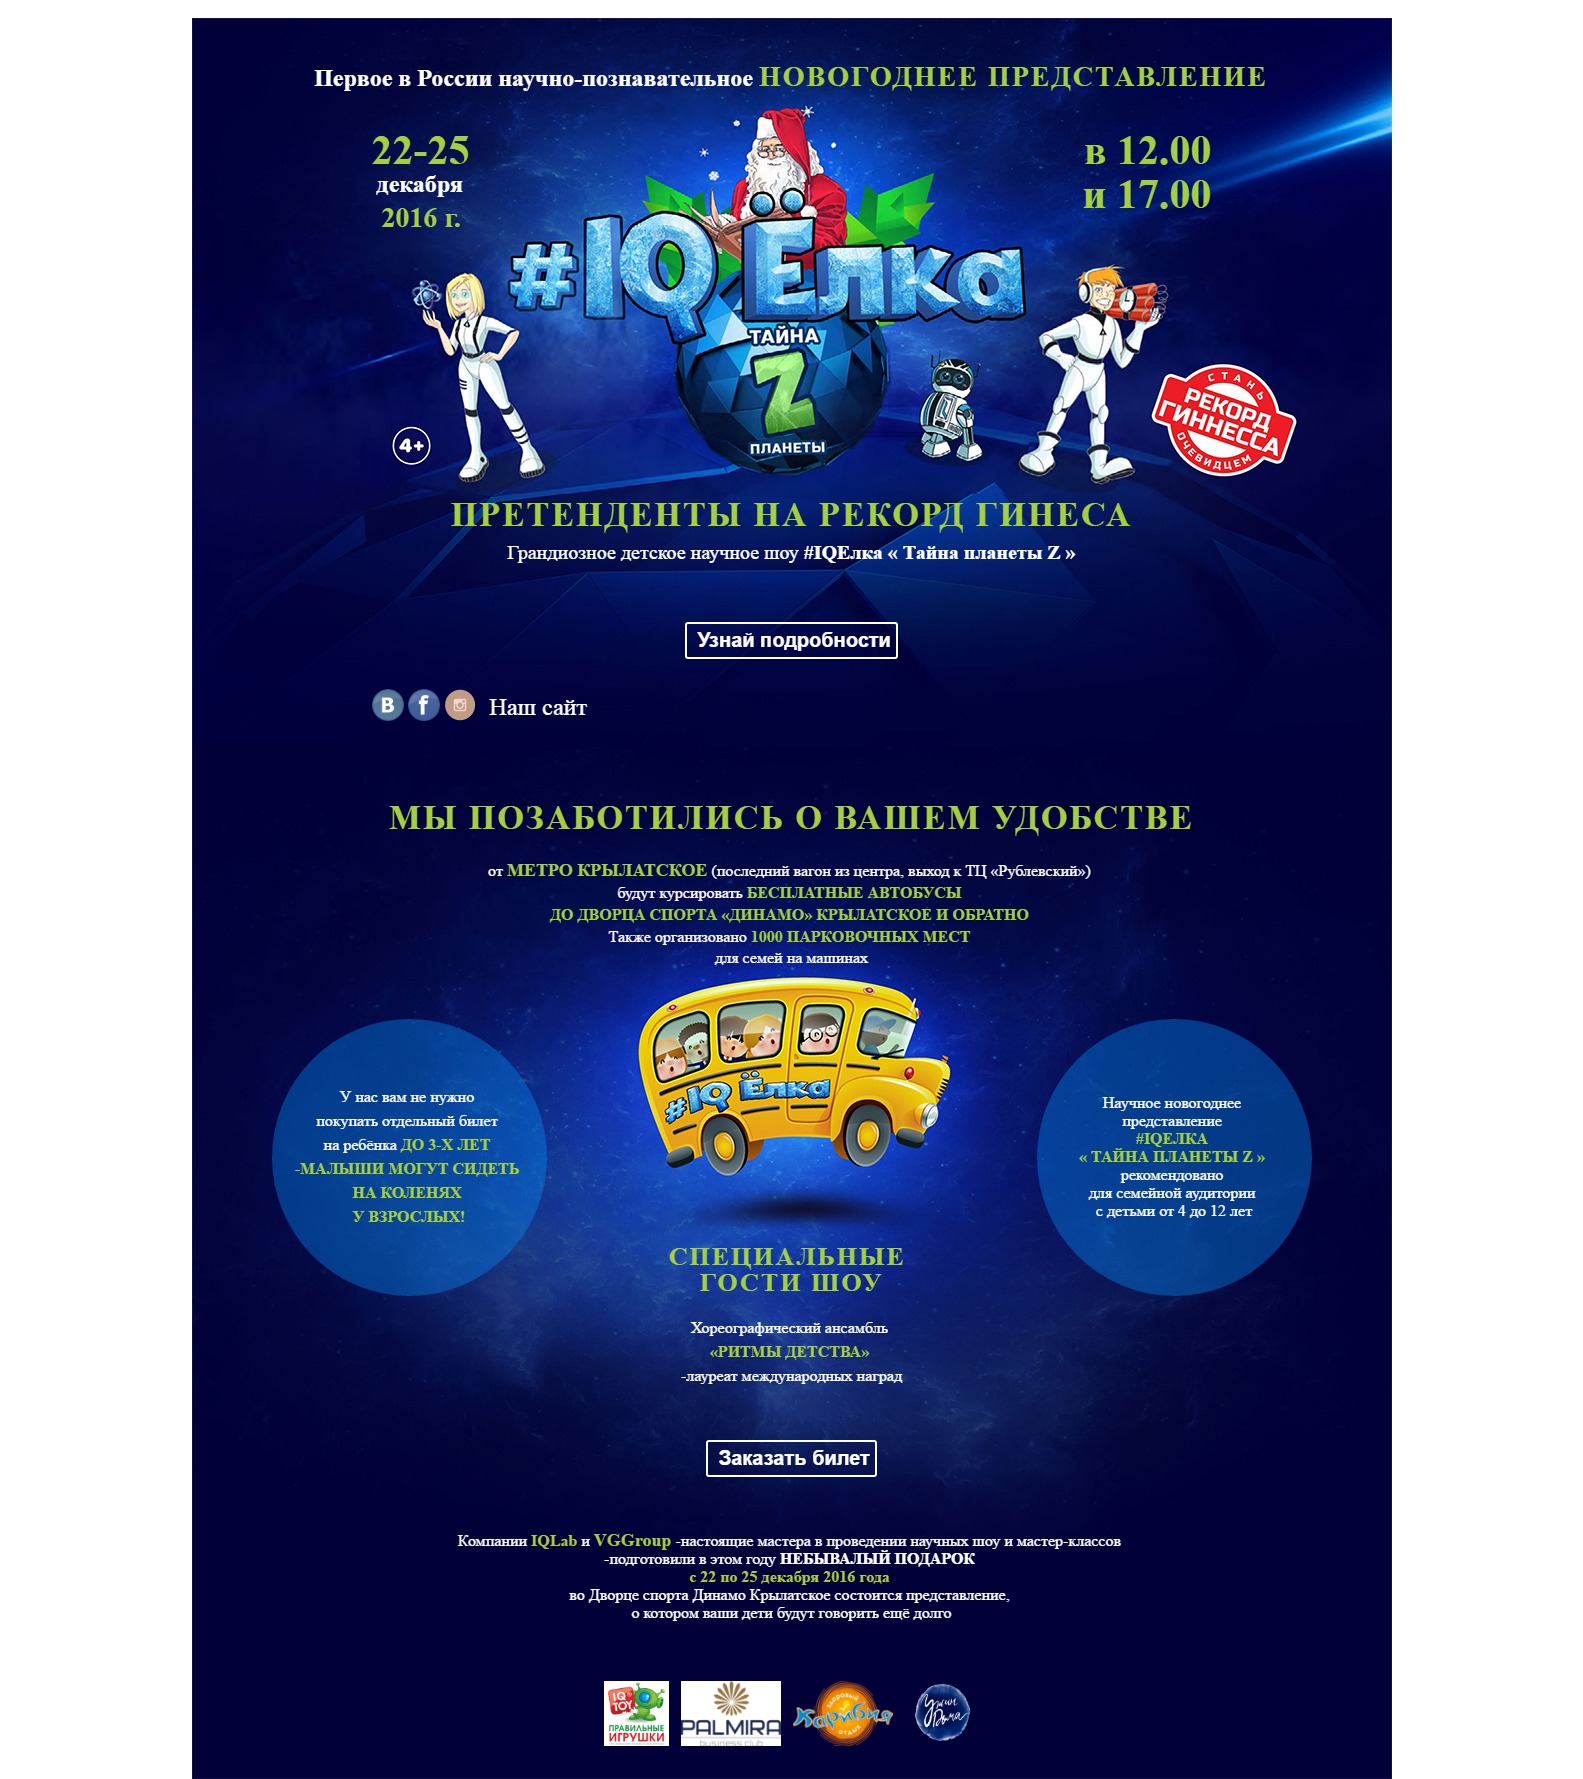 Первое в России научно-познавательное НОВОГОДНЕЕ ПРЕДСТАВЛЕНИЕ
22-25
декабря
2016 г.
в 12.00
и 17.00
#IQ Ёлка
ТАЙНА
Z
ПЛАНЕТЫ
4+
СТАНЬ
РЕКОРД
ГИННЕССА
ОЧЕВИДЦЕМ
ПРЕТЕНДЕНТЫ НА РЕКОРД ГИНЕСА
Грандиозное детское научное шоу #IQЕлка « Тайна планеты Z »
Узнай подробности
B f Наш сайт
МЫ ПОЗАБОТИЛИСЬ О ВАШЕМ УДОБСТВЕ
от МЕТРО КРЫЛАТСКОЕ (последний вагон из центра, выход к ТЦ «Рублевский»)
будут курсировать БЕСПЛАТНЫЕ АВТОБУСЫ
ДО ДВОРЦА СПОРТА «ДИНАМО» КРЫЛАТСКОЕ И ОБРАТНО
Также организовано 1000 ПАРКОВОЧНЫХ МЕСТ
для семей на машинах
#IQ Ёлка
У нас вам не нужно
покупать отдельный билет
на ребёнка ДО 3-Х ЛЕТ
-МАЛЫШИ МОГУТ СИДЕТЬ
НА КОЛЕНЯХ
У ВЗРОСЛЫХ!
Научное новогоднее
представление
#IQЕЛКА
« ТАЙНА ПЛАНЕТЫ Z »
рекомендовано
для семейной аудитории
с детьми от 4 до 12 лет
СПЕЦИАЛЬНЫЕ
ГОСТИ ШОУ
Хореографический ансамбль
«РИТМЫ ДЕТСТВА»
-лауреат международных наград
Заказать билет
Компании IQLab и VGGroup -настоящие мастера в проведении научных шоу и мастер-классов
-подготовили в этом году НЕБЫВАЛЫЙ ПОДАРОК
с 22 по 25 декабря 2016 года
во Дворце спорта Динамо Крылатское состоится представление,
о котором ваши дети будут говорить ещё долго
IQ
TOY
ПРАВИЛЬНЫЕ
ИГРУШКИ
PALMIRA
business club
ЗДОРОВЫЙ
Карибия
ОТДЫХ
Ужин
Дома